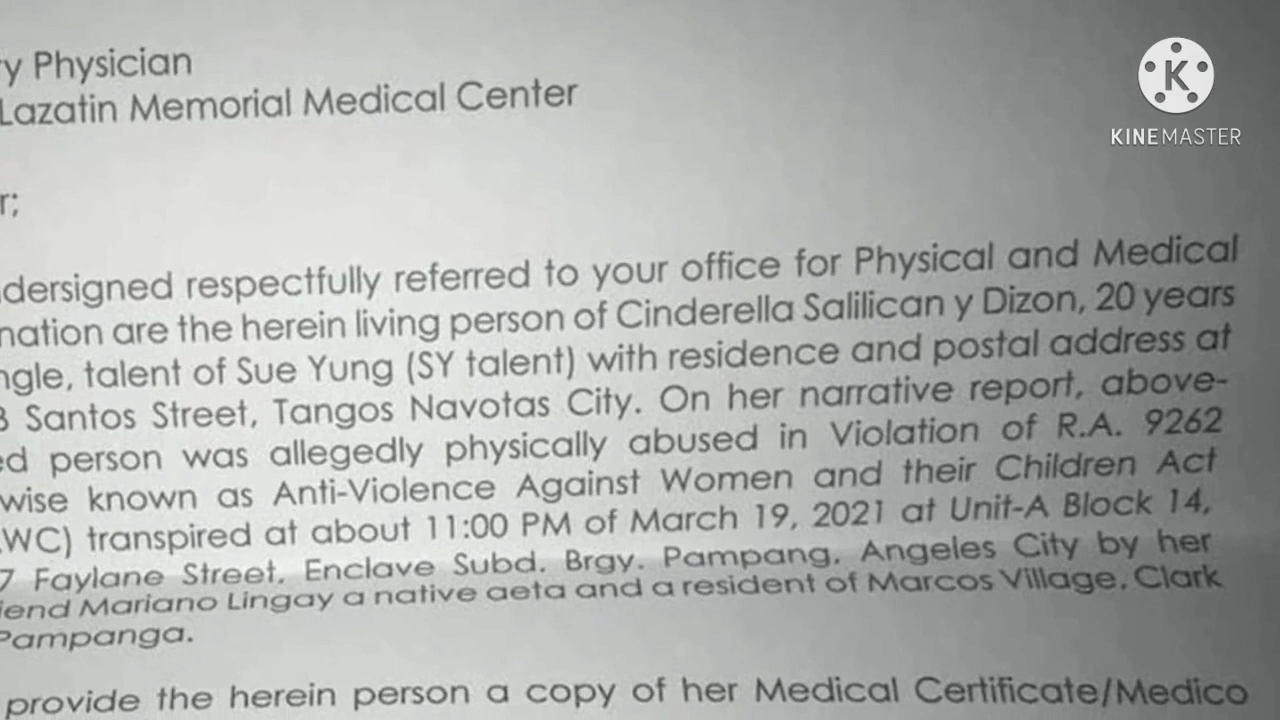 ry Physician
Lazatin Memorial Medical Center
K
KINEMASTER
r;
ndersigned respectfully referred to your office for Physical and Medical
nation are the herein living person of Cinderella Salilican y Dizon, 20 years
ngle, talent of Sue Yung (SY talent) with residence and postal address at
3 Santos Street, Tangos Navotas City. On her narrative report, above-
ed person was allegedly physically abused in Violation of R.A. 9262
wise known as Anti-Violence Against Women and their Children Act
WC) transpired at about 11:00 PM of March 19, 2021 at Unit-A Block 14,
7 Faylane Street, Enclave Subd. Brgy. Pampang, Angeles City by her
iend Mariano Lingay a native aeta and a resident of Marcos Village, Clark
Pampanga.
provide the herein person a copy of her Medical Certificate/Medico